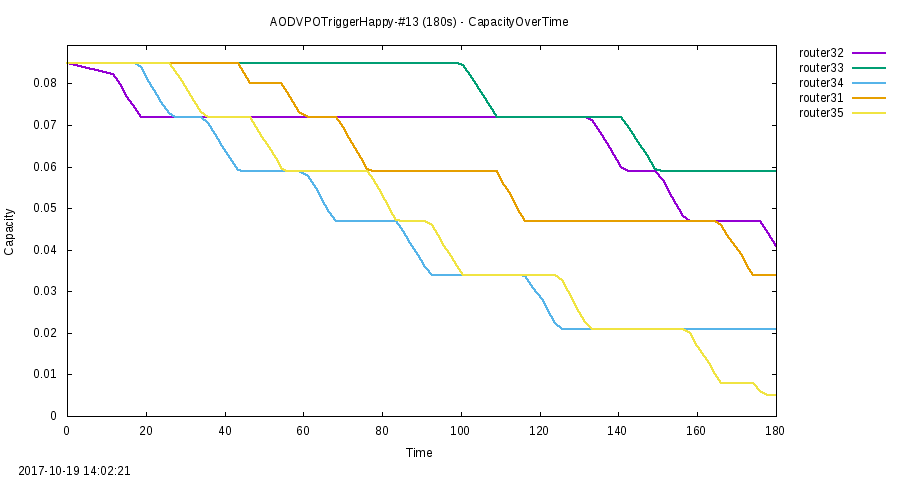 AODVPOTriggerHappy-#13 (180s) - CapacityOverTime
router32
router33
router34
router31
router35
0.08
0.07
0.06
0.05
0.04
0.03
0.02
0.01
0
Capacity
0 20 40 60 80 100 120 140 160 180
Time
2017-10-19 14:02:21